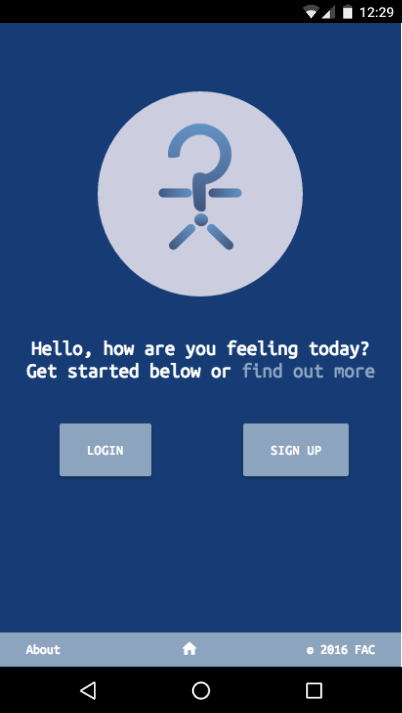 12:29
Hello, how are you feeling today?
Get started below or find out more
LOGIN
SIGN UP
About
© 2016 FAC